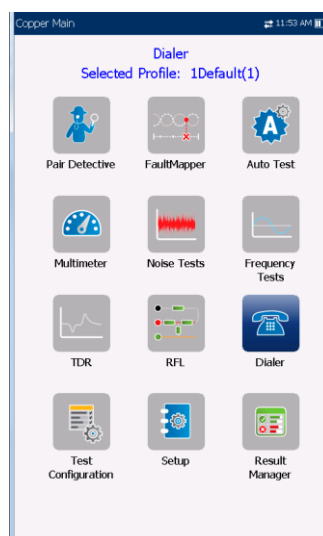 Copper Main
11:53 AM
Dialer
Selected Profile: 1Default(1)
Pair Detective
FaultMapper
A
Auto Test
Multimeter
Noise Tests
Frequency
Tests
TDR
RFL
Dialer
Test
Configuration
Setup
Result
Manager